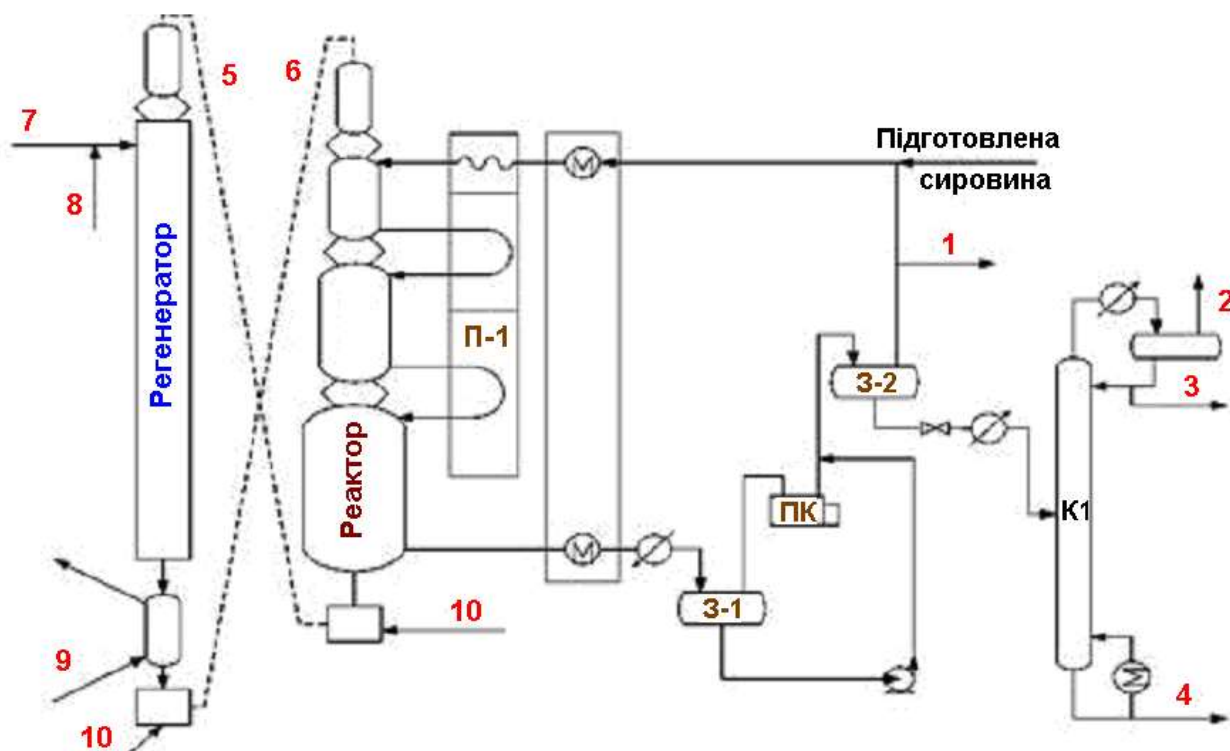 5
6
7
8
Підготовлена
сировина
1
2
3
4
9
10
10
Регенератор
Реактор
П-1
М
М
М
З-1
З-2
ПК
К1